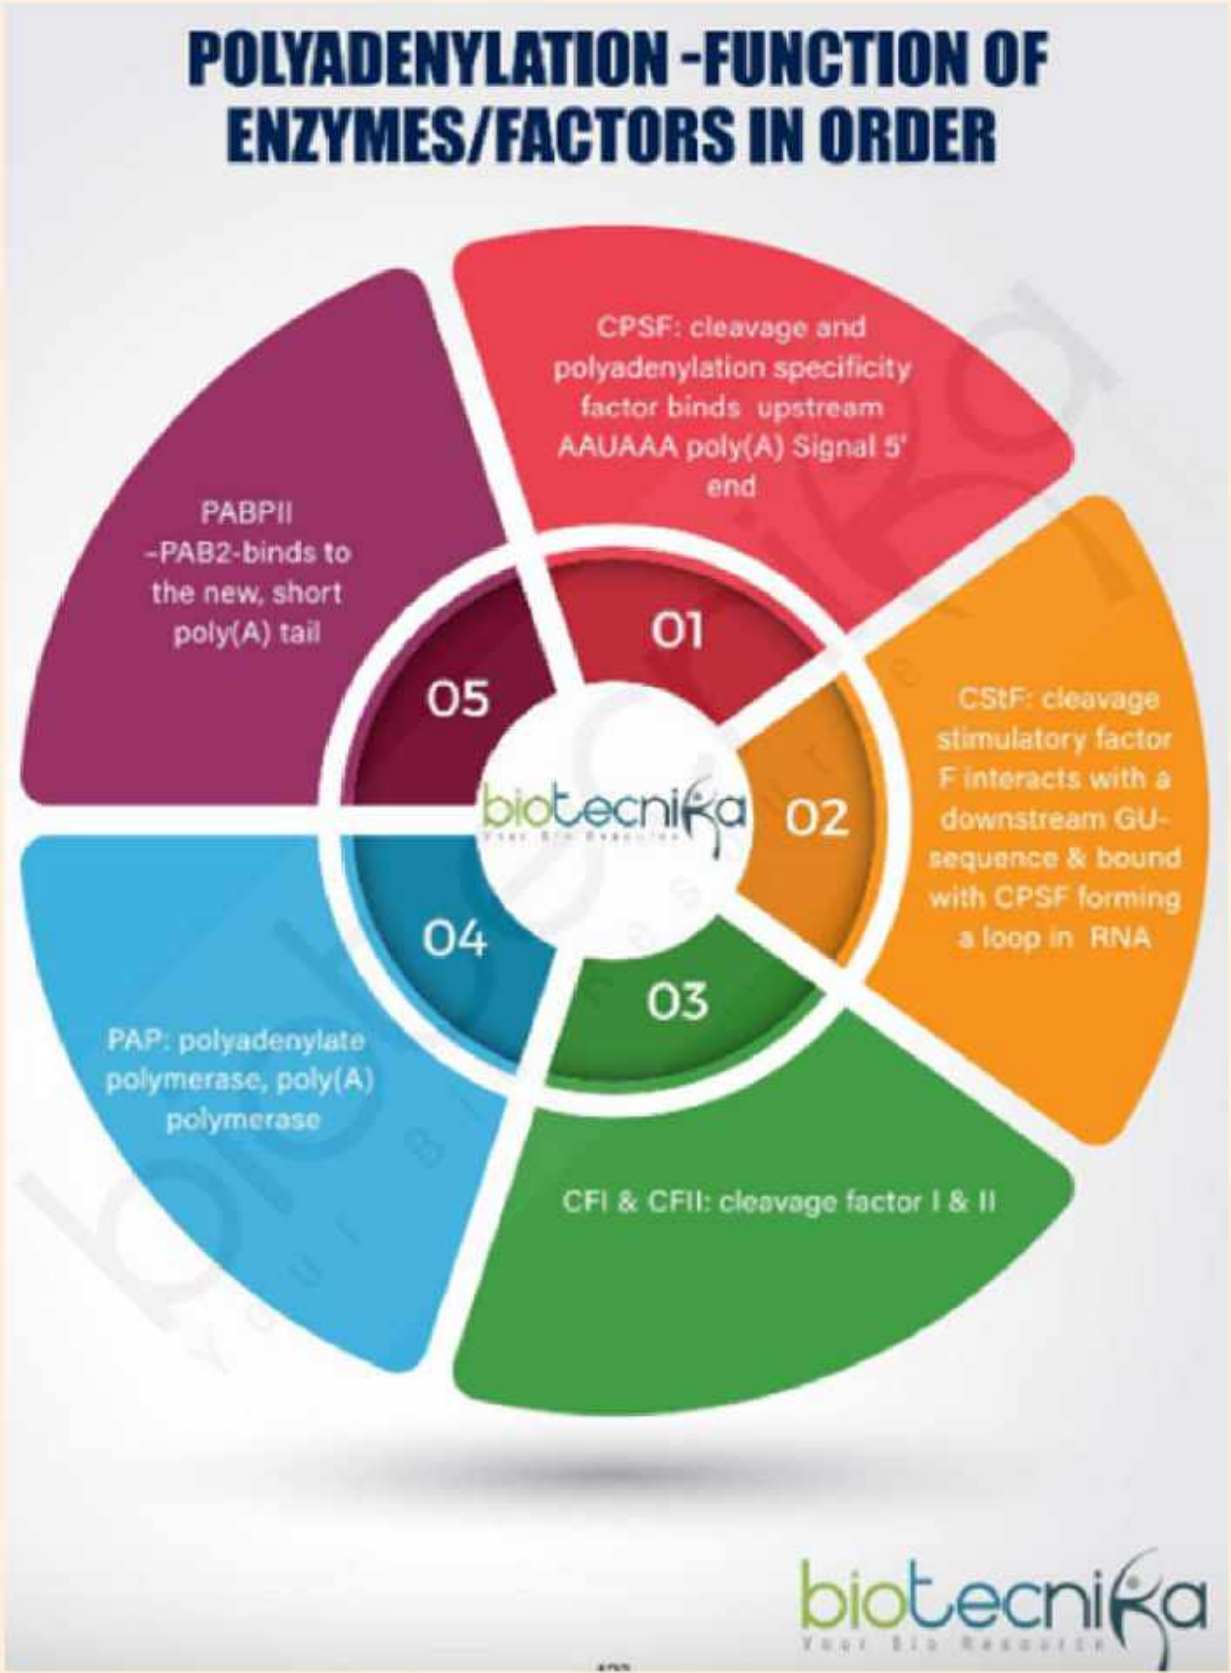 POLYADENYLATION -FUNCTION OF
ENZYMES/FACTORS IN ORDER
CPSF: cleavage and
polyadenylation specificity
factor binds upstream
AAUAAA poly(A) Signal 5'
end
01
CStF: cleavage
stimulatory factor
F interacts with a
downstream GU-
sequence & bound
with CPSF forming
a loop in RNA
02
CFI & CFII: cleavage factor I & II
03
PAP: polyadenylate
polymerase, poly(A)
polymerase
04
PABPII
-PAB2-binds to
the new, short
poly(A) tail
05
biotecnika
Your Bio Resource
biotecnika
Your Bio Resource